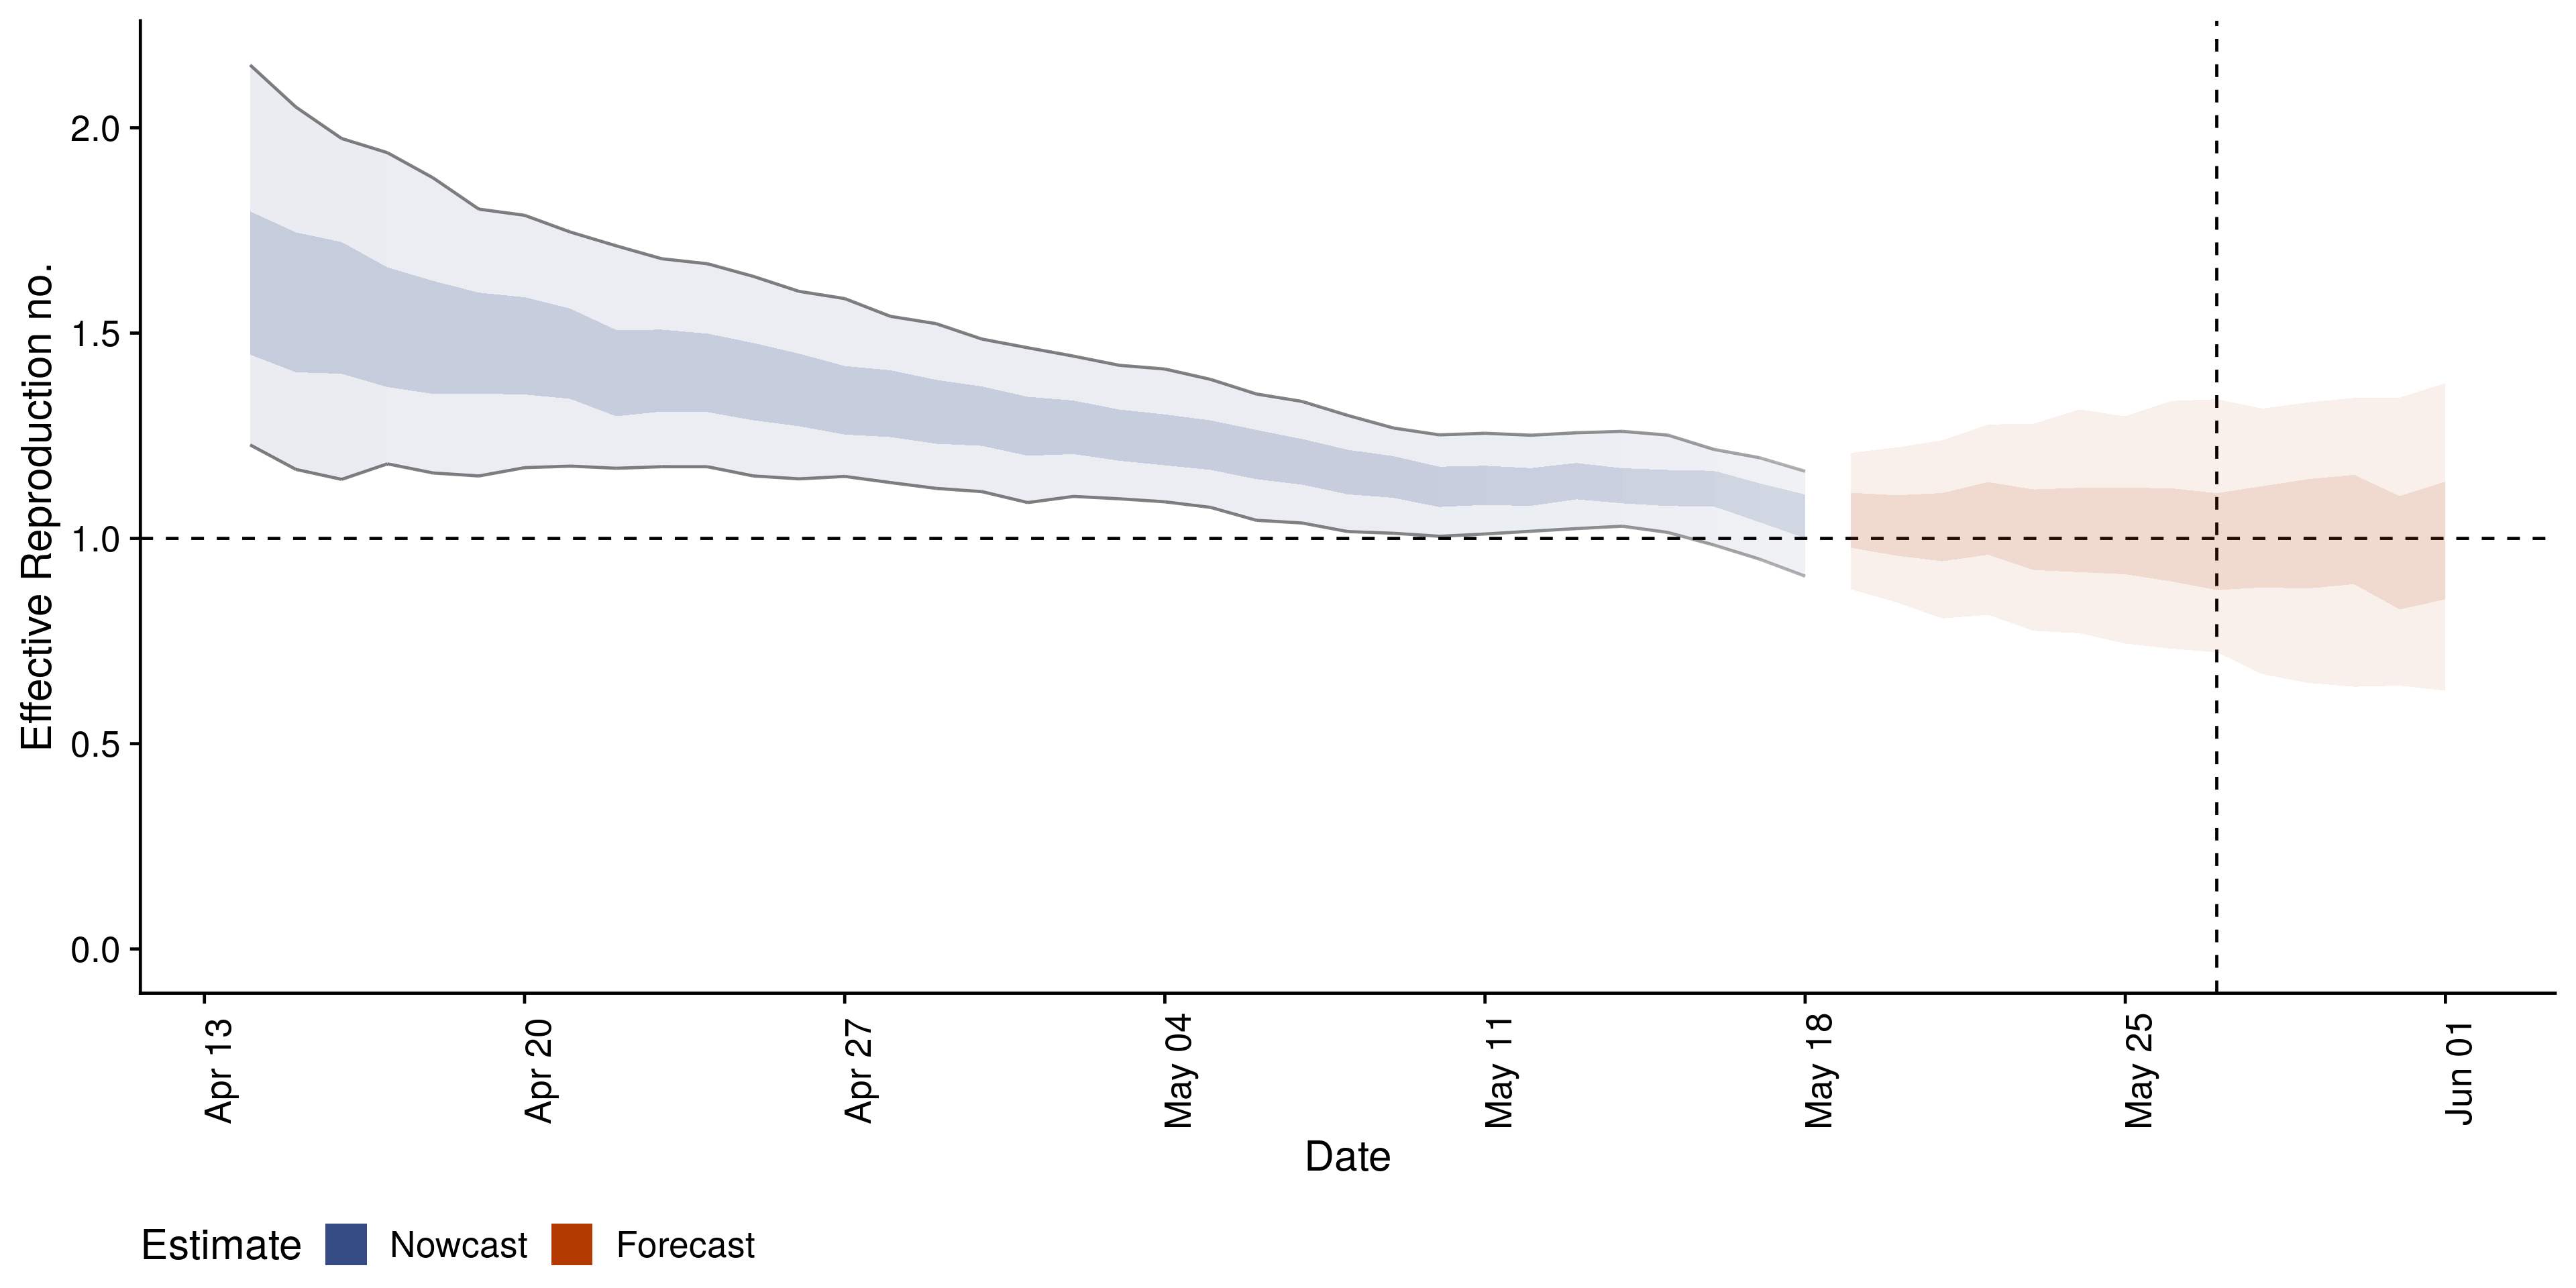 Effective Reproduction no.
2.0
1.5
1.0
0.5
0.0
Apr 13
Apr 20
Apr 27
May 04
May 11
May 18
May 25
Jun 01
Date
Estimate Nowcast Forecast